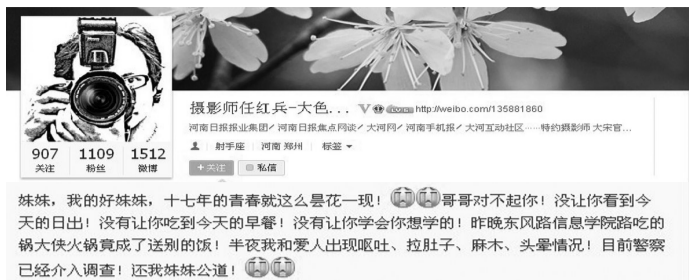 摄影师任红兵-大色... V http://weibo.com/135881860
河南日报报业集团／河南日报焦点网谈／大河网／河南手机报／大河互动社区……特约摄影师 大宋官...
射手座 河南 郑州 标签
907 1109 1512
关注 粉丝 微博
+关注 私信
妹妹，我的好妹妹，十七年的青春就这么昙花一现！哥哥对不起你！没让你看到今
天的日出！没有让你吃到今天的早餐！没有让你学会你想学的！昨晚东风路信息学院路吃的
锅大侠火锅竟成了送别的饭！半夜我和爱人出现呕吐、拉肚子、麻木、头晕情况！目前警察
已经介入调查！还我妹妹公道！